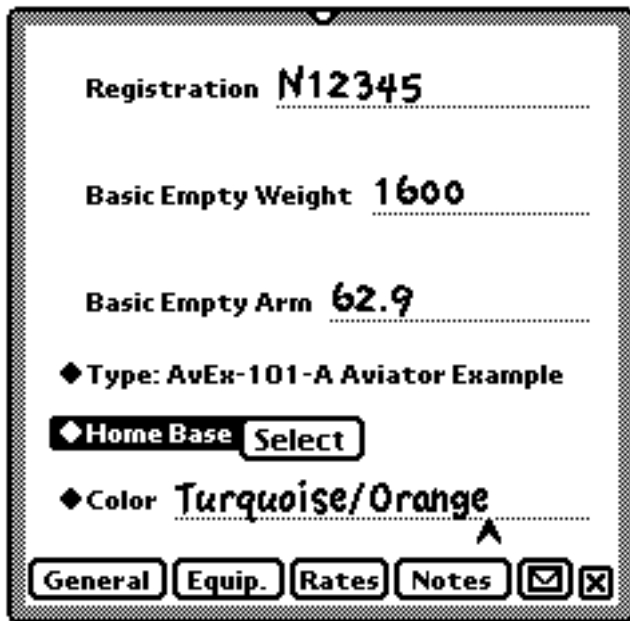 Registration N12345
Basic Empty Weight 1600
Basic Empty Arm 62.9
◆Type: AvEx-101-A Aviator Example
◆Home Base Select
◆Color Turquoise/Orange
General Equip. Rates Notes